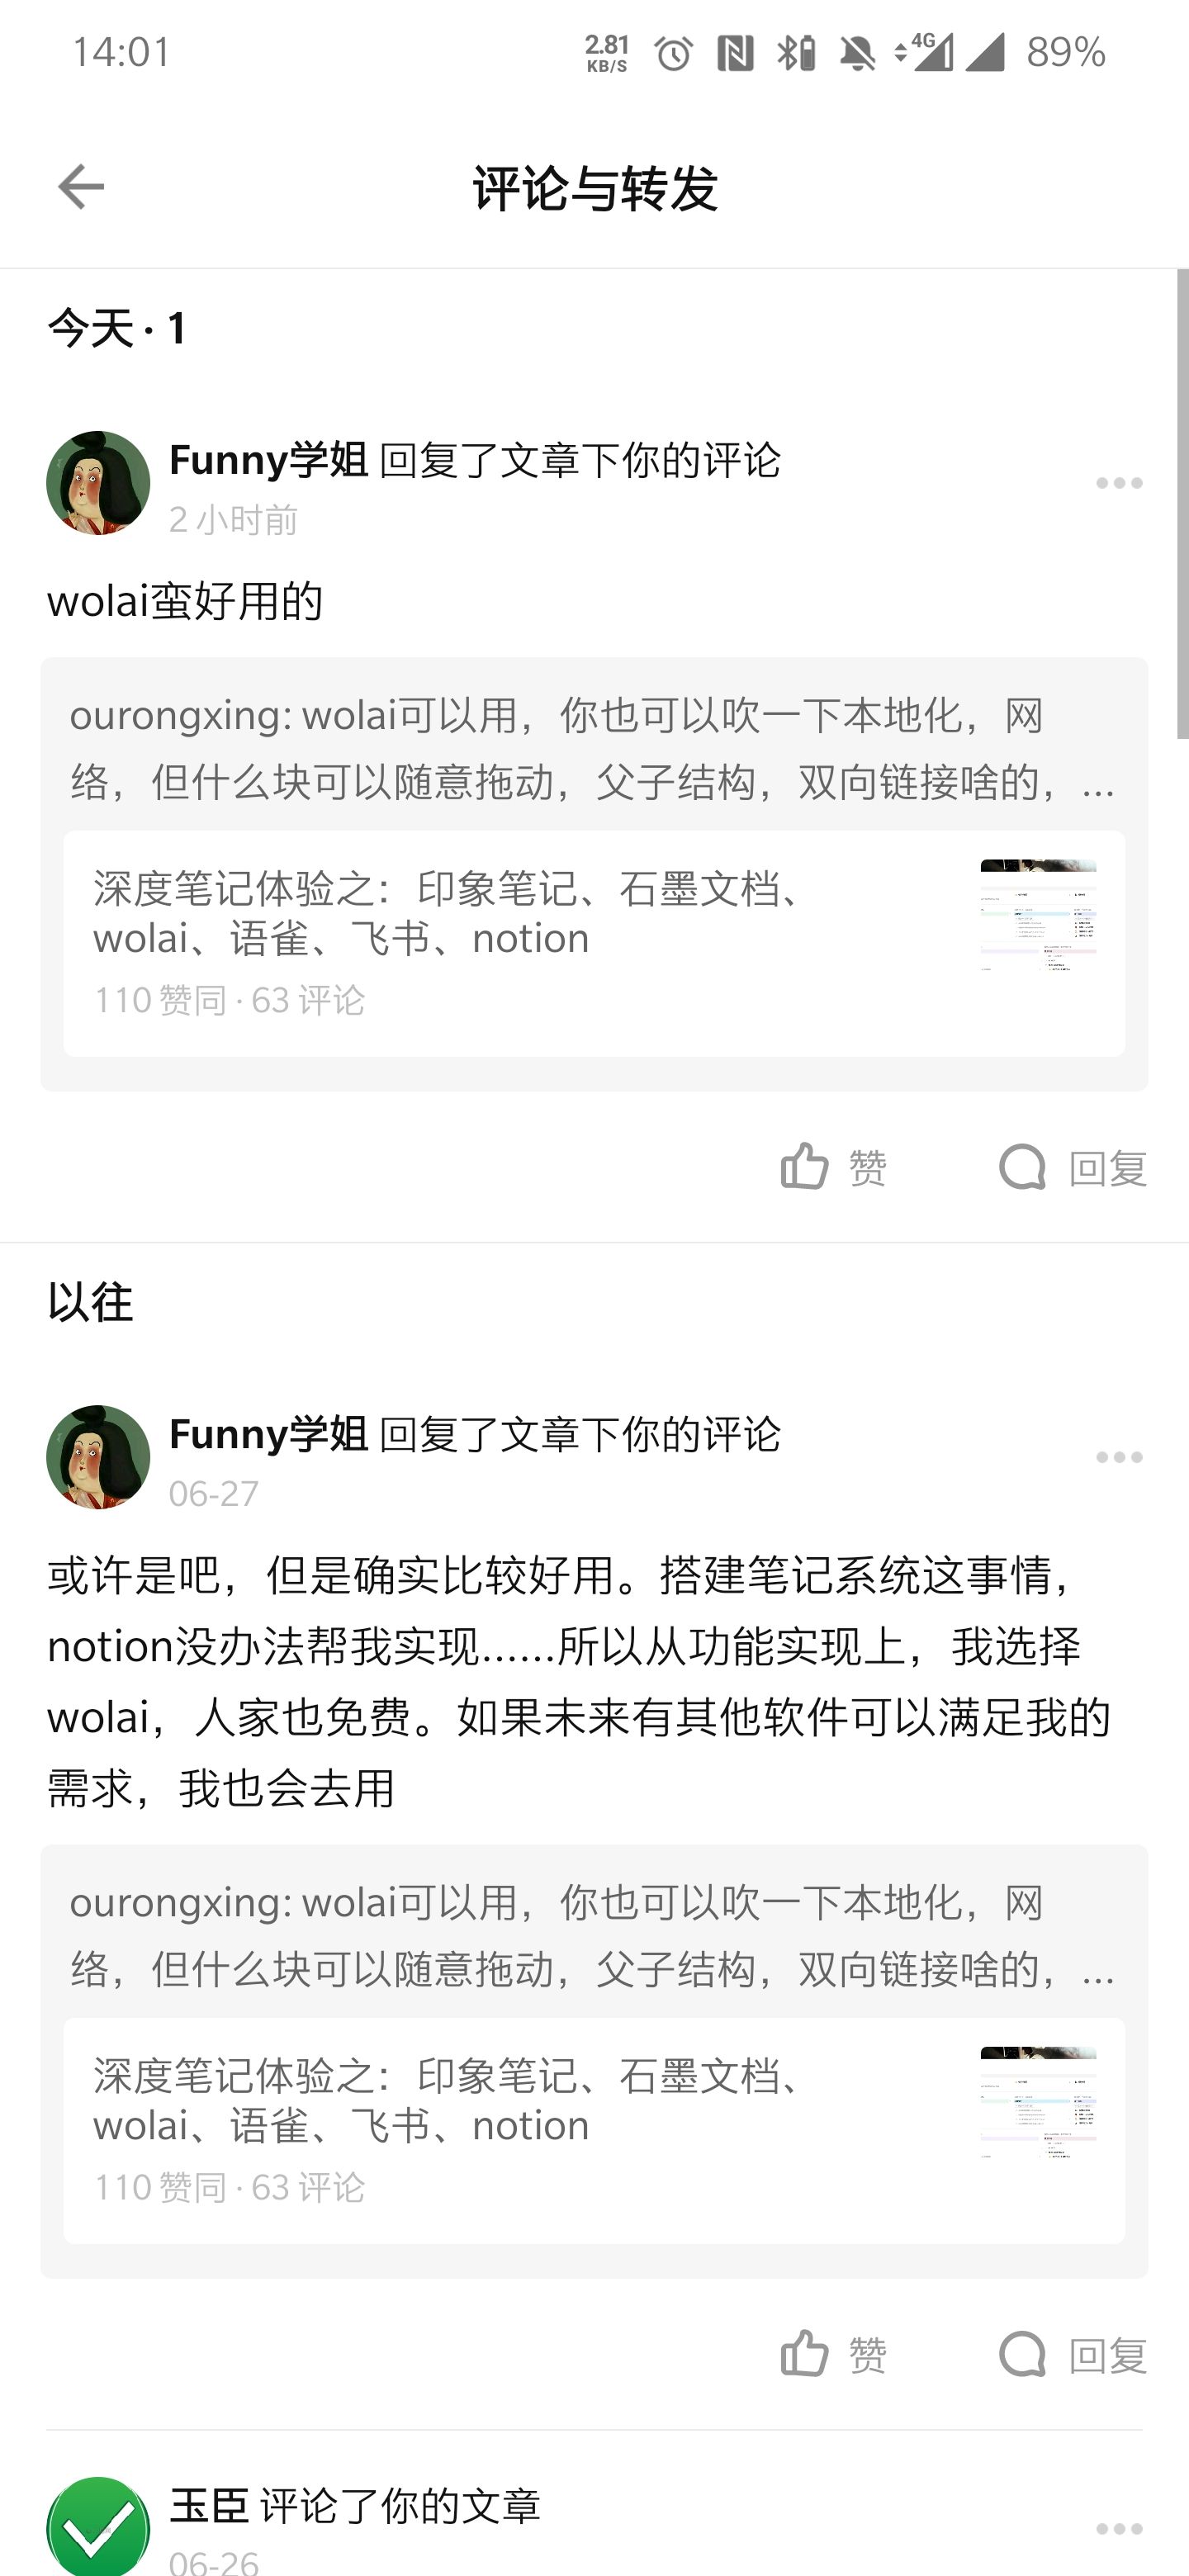 14:01
2.81
KB/S
4G
89%
评论与转发
今天 · 1
Funny学姐 回复了文章下你的评论
2 小时前
wolai蛮好用的
ourongxing: wolai可以用，你也可以吹一下本地化，网
络，但什么块可以随意拖动，父子结构，双向链接啥的，...
深度笔记体验之：印象笔记、石墨文档、
wolai、语雀、飞书、notion
110 赞同 · 63 评论
赞
回复
以往
Funny学姐 回复了文章下你的评论
06-27
或许是吧，但是确实比较好用。搭建笔记系统这事情，
notion没办法帮我实现......所以从功能实现上，我选择
wolai，人家也免费。如果未来有其他软件可以满足我的
需求，我也会去用
ourongxing: wolai可以用，你也可以吹一下本地化，网
络，但什么块可以随意拖动，父子结构，双向链接啥的，...
深度笔记体验之：印象笔记、石墨文档、
wolai、语雀、飞书、notion
110 赞同 · 63 评论
赞
回复
玉臣 评论了你的文章
06-26